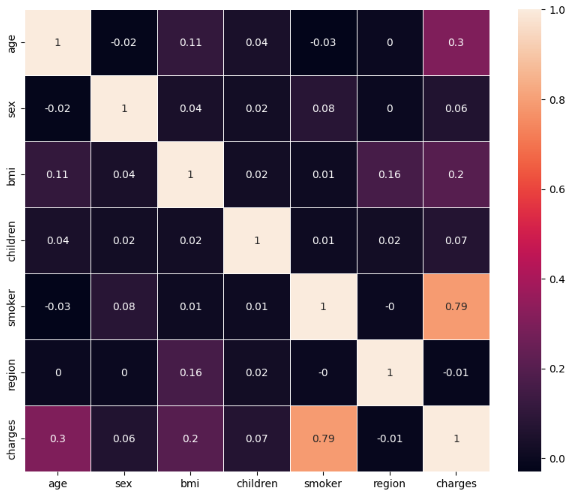 age 1 -0.02 0.11 0.04 -0.03 0 0.3
sex -0.02 1 0.04 0.02 0.08 0 0.06
bmi 0.11 0.04 1 0.02 0.01 0.16 0.2
children 0.04 0.02 0.02 1 0.01 0.02 0.07
smoker -0.03 0.08 0.01 0.01 1 -0 0.79
region 0 0 0.16 0.02 -0 1 -0.01
charges 0.3 0.06 0.2 0.07 0.79 -0.01 1
age sex bmi children smoker region charges
1.0
0.8
0.6
0.4
0.2
0.0